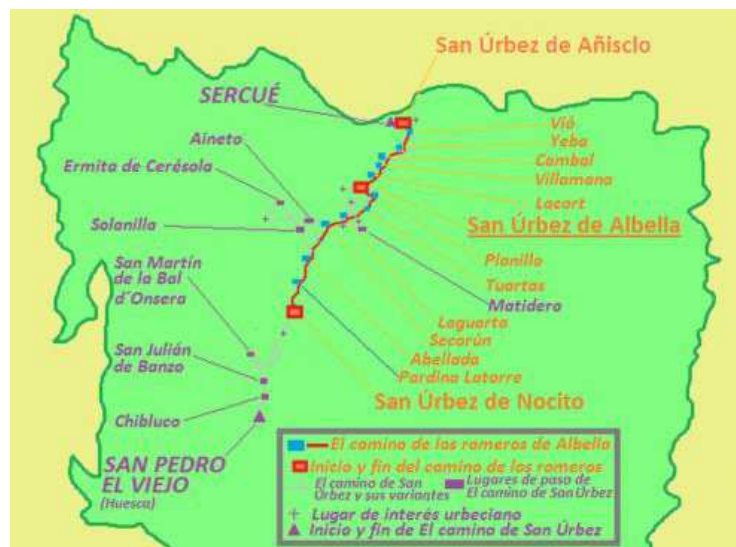 San Úrbez de Añisclo
SERCUÉ
Vió
Yeba
Aineto
Combal
Ermita de Cerésola
Villamana
Lacort
Solanilla
San Úrbez de Albella
Planillo
San Martín
de la Bal
d´Onsera
Tuartas
Matidero
Laguarta
Secorún
San Julián
de Banzo
Abellada
Pardina Latorre
San Úrbez de Nocito
Chibluco
SAN PEDRO
EL VIEJO
(Huesca)
El camino de los romeros de Albella
Inicio y fin del camino de los romeros
El camino de San
Úrbez y sus variantes
Lugares de paso de
El camino de San Úrbez
Lugar de interés urbeciano
Inicio y fin de El camino de San Úrbez